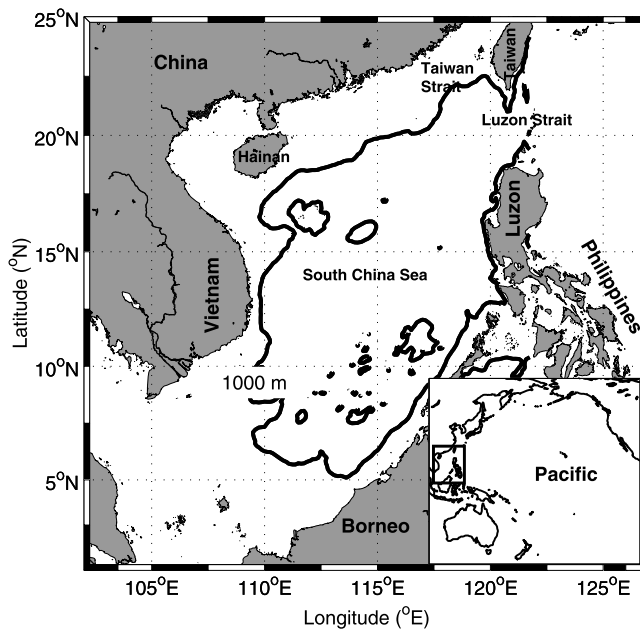 25°N
20°N
15°N
10°N
5°N
Latitude (°N)
China
Taiwan
Strait
Taiwan
Luzon Strait
Hainan
Luzon
Philippines
Vietnam
South China Sea
1000 m
Pacific
Borneo
105°E
110°E
115°E
120°E
125°E
Longitude (°E)